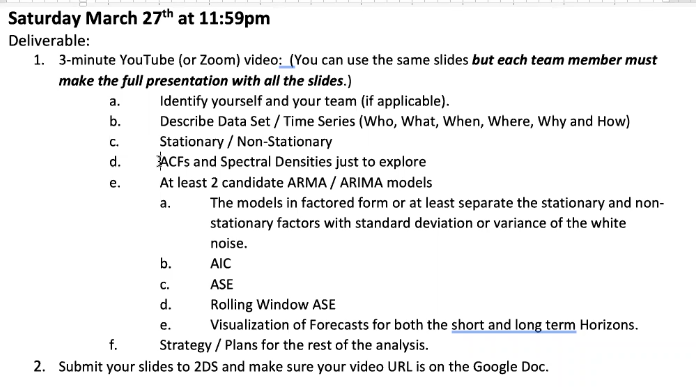 Saturday March 27th at 11:59pm
Deliverable:
1. 3-minute YouTube (or Zoom) video: (You can use the same slides but each team member must
make the full presentation with all the slides.)
a. Identify yourself and your team (if applicable).
b. Describe Data Set / Time Series (Who, What, When, Where, Why and How)
c. Stationary / Non-Stationary
d. ACFs and Spectral Densities just to explore
e. At least 2 candidate ARMA / ARIMA models
a. The models in factored form or at least separate the stationary and non-
stationary factors with standard deviation or variance of the white
noise.
b. AIC
c. ASE
d. Rolling Window ASE
e. Visualization of Forecasts for both the short and long term Horizons.
f. Strategy / Plans for the rest of the analysis.
2. Submit your slides to 2DS and make sure your video URL is on the Google Doc.